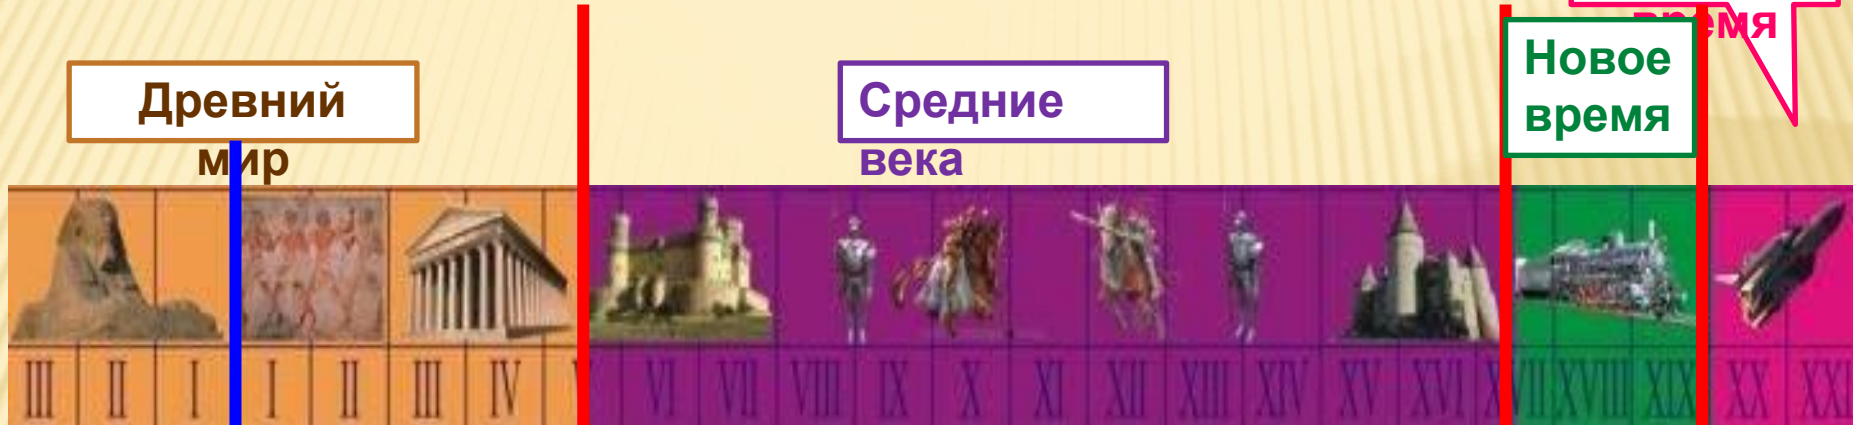 время
Древний
мир
Средние
века
Новое
время
III II I I II III IV V VI VII VIII IX X XI XII XIII XIV XV XVI XVII XVIII XIX XX XXI